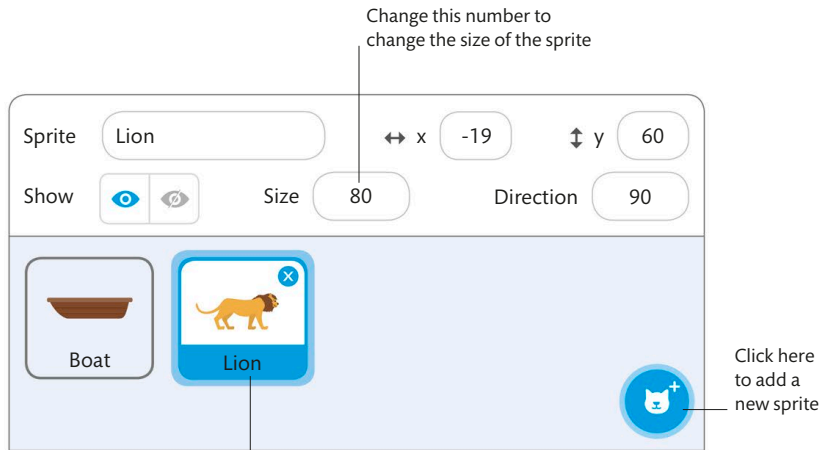 Change this number to
change the size of the sprite
Sprite Lion x -19 y 60
Show Size 80 Direction 90
Boat
Lion
Click here
to add a
new sprite